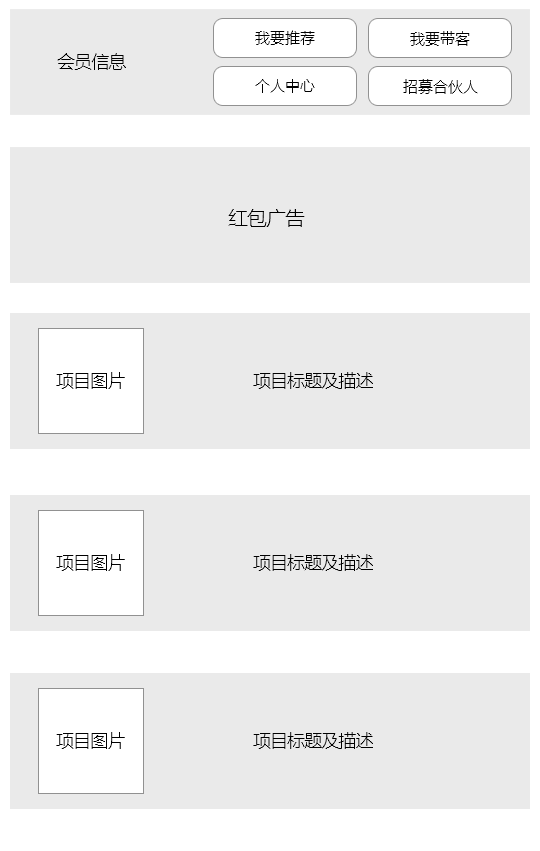 会员信息
我要推荐
我要带客
个人中心
招募合伙人
红包广告
项目图片
项目标题及描述
项目图片
项目标题及描述
项目图片
项目标题及描述